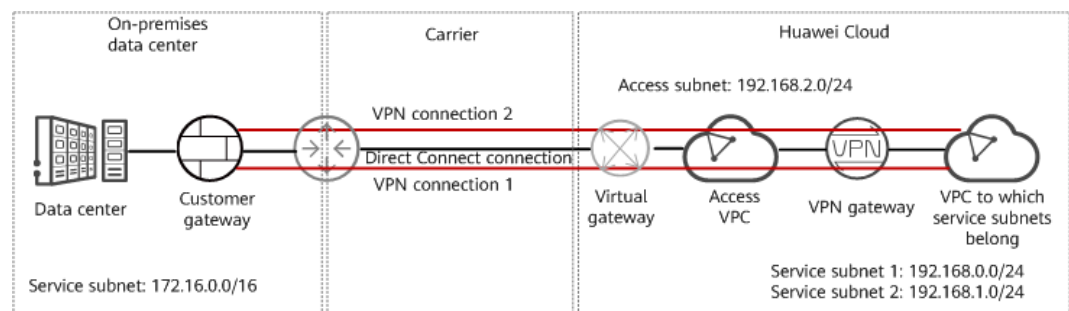 On-premises
data center
Carrier
Huawei Cloud
Access subnet: 192.168.2.0/24
VPN connection 2
Direct Connect connection
VPN connection 1
VPN
Data center
Customer
gateway
Virtual
gateway
Access
VPC
VPN gateway
VPC to which
service subnets
belong
Service subnet: 172.16.0.0/16
Service subnet 1: 192.168.0.0/24
Service subnet 2: 192.168.1.0/24